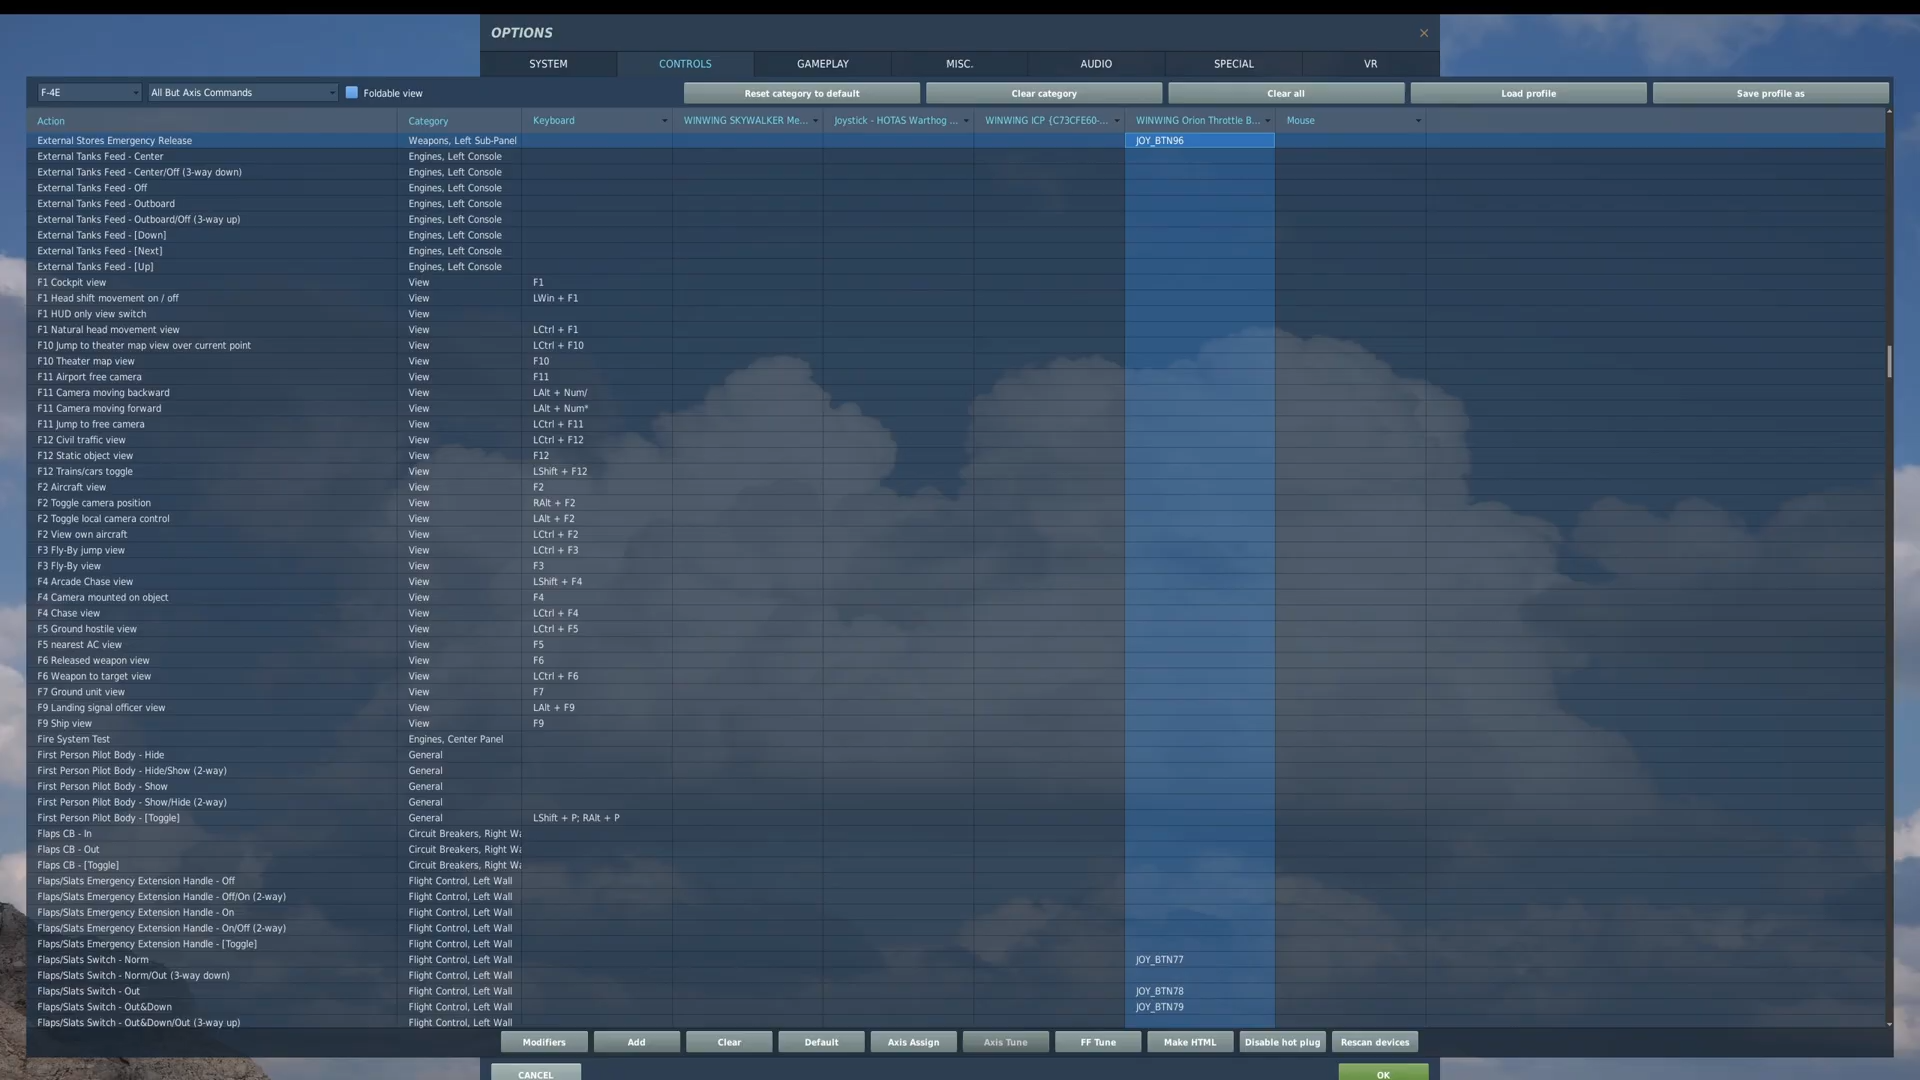 OPTIONS ×
SYSTEM CONTROLS GAMEPLAY MISC. AUDIO SPECIAL VR
F-4E All But Axis Commands Foldable view Reset category to default Clear category Clear all Load profile Save profile as
Action Category Keyboard WINWING SKYWALKER Me... Joystick - HOTAS Warthog ... WINWING ICP {C73CFE60-... WINWING Orion Throttle B... Mouse
External Stores Emergency Release Weapons, Left Sub-Panel JOY_BTN96
External Tanks Feed - Center Engines, Left Console
External Tanks Feed - Center/Off (3-way down) Engines, Left Console
External Tanks Feed - Off Engines, Left Console
External Tanks Feed - Outboard Engines, Left Console
External Tanks Feed - Outboard/Off (3-way up) Engines, Left Console
External Tanks Feed - [Down] Engines, Left Console
External Tanks Feed - [Next] Engines, Left Console
External Tanks Feed - [Up] Engines, Left Console
F1 Cockpit view View F1
F1 Head shift movement on / off View LWin + F1
F1 HUD only view switch View
F1 Natural head movement view View LCtrl + F1
F10 Jump to theater map view over current point View LCtrl + F10
F10 Theater map view View F10
F11 Airport free camera View F11
F11 Camera moving backward View LAlt + Num/
F11 Camera moving forward View LAlt + Num*
F11 Jump to free camera View LCtrl + F11
F12 Civil traffic view View LCtrl + F12
F12 Static object view View F12
F12 Trains/cars toggle View LShift + F12
F2 Aircraft view View F2
F2 Toggle camera position View RAlt + F2
F2 Toggle local camera control View LAlt + F2
F2 View own aircraft View LCtrl + F2
F3 Fly-By jump view View LCtrl + F3
F3 Fly-By view View F3
F4 Arcade Chase view View LShift + F4
F4 Camera mounted on object View F4
F4 Chase view View LCtrl + F4
F5 Ground hostile view View LCtrl + F5
F5 nearest AC view View F5
F6 Released weapon view View F6
F6 Weapon to target view View LCtrl + F6
F7 Ground unit view View F7
F9 Landing signal officer view View LAlt + F9
F9 Ship view View F9
Fire System Test Engines, Center Panel
First Person Pilot Body - Hide General
First Person Pilot Body - Hide/Show (2-way) General
First Person Pilot Body - Show General
First Person Pilot Body - Show/Hide (2-way) General
First Person Pilot Body - [Toggle] General LShift + P; RAlt + P
Flaps CB - In Circuit Breakers, Right Wa
Flaps CB - Out Circuit Breakers, Right Wa
Flaps CB - [Toggle] Circuit Breakers, Right Wa
Flaps/Slats Emergency Extension Handle - Off Flight Control, Left Wall
Flaps/Slats Emergency Extension Handle - Off/On (2-way) Flight Control, Left Wall
Flaps/Slats Emergency Extension Handle - On Flight Control, Left Wall
Flaps/Slats Emergency Extension Handle - On/Off (2-way) Flight Control, Left Wall
Flaps/Slats Emergency Extension Handle - [Toggle] Flight Control, Left Wall
Flaps/Slats Switch - Norm Flight Control, Left Wall JOY_BTN77
Flaps/Slats Switch - Norm/Out (3-way down) Flight Control, Left Wall
Flaps/Slats Switch - Out Flight Control, Left Wall JOY_BTN78
Flaps/Slats Switch - Out&Down Flight Control, Left Wall JOY_BTN79
Flaps/Slats Switch - Out&Down/Out (3-way up) Flight Control, Left Wall
Modifiers Add Clear Default Axis Assign Axis Tune FF Tune Make HTML Disable hot plug Rescan devices
CANCEL OK